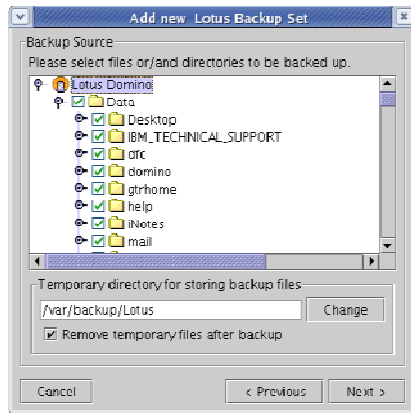 Add new Lotus Backup Set
Backup Source
Please select files or/and directories to be backed up.
Lotus Domino
Data
Desktop
IBM_TECHNICAL_SUPPORT
dfc
domino
gtrhome
help
iNotes
mail
Temporary directory for storing backup files
/var/backup/Lotus
Change
Remove temporary files after backup
Cancel
< Previous
Next >